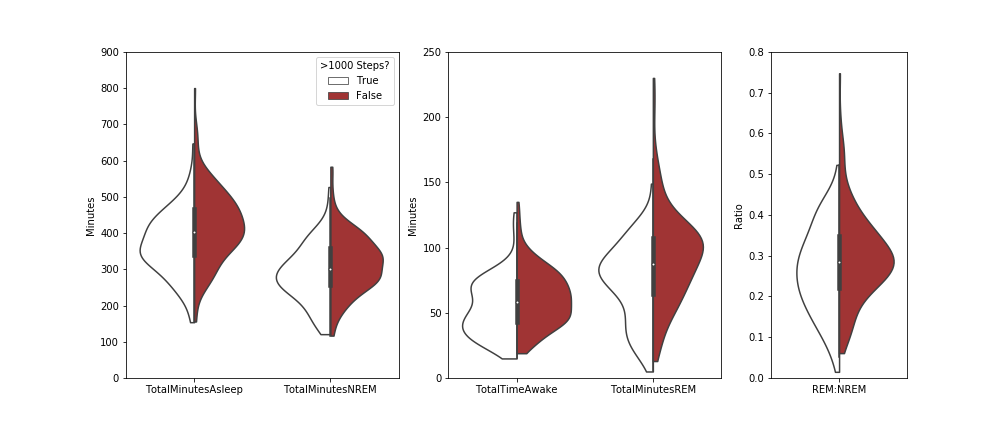 900
800
700
600
500
400
300
200
100
0
Minutes
>1000 Steps?
True
False
TotalMinutesAsleep
TotalMinutesNREM
250
200
150
100
50
0
Minutes
TotalTimeAwake
TotalMinutesREM
0.8
0.7
0.6
0.5
0.4
0.3
0.2
0.1
0.0
Ratio
REM:NREM